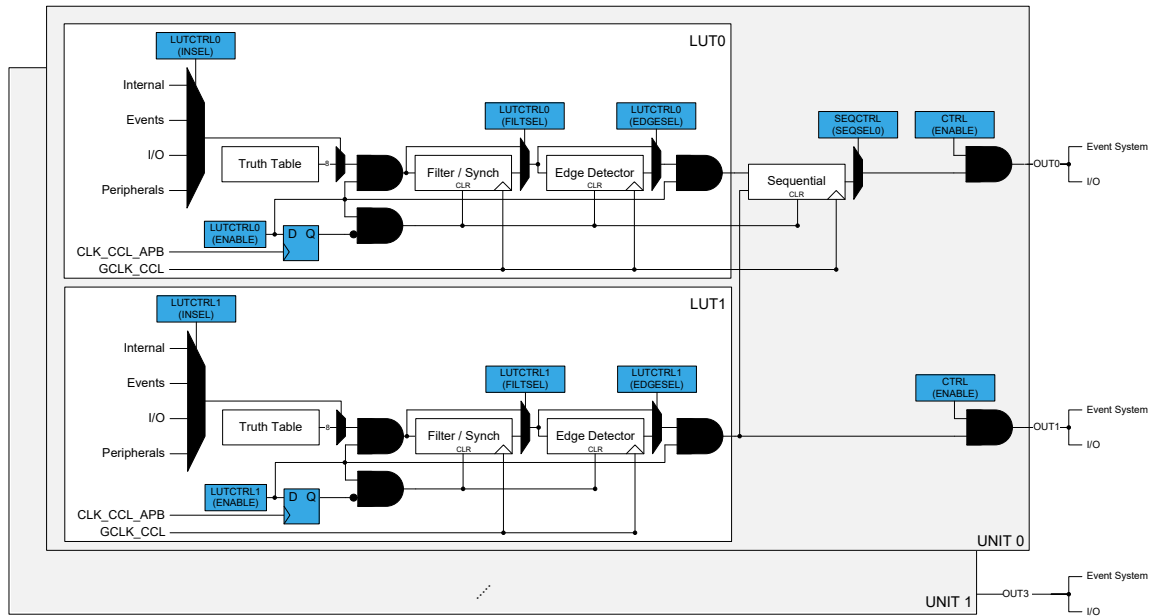 LUTCTRL0
(INSEL)
LUT0
Internal
Events
I/O
Peripherals
Truth Table
8
LUTCTRL0
(FILTSEL)
LUTCTRL0
(EDGESEL)
Filter / Synch
CLR
Edge Detector
CLR
SEQCTRL
(SEQSEL0)
Sequential
CLR
CTRL
(ENABLE)
OUT0
Event System
I/O
LUTCTRL0
(ENABLE)
D Q
CLK_CCL_APB
GCLK_CCL
LUTCTRL1
(INSEL)
LUT1
Internal
Events
I/O
Peripherals
Truth Table
8
LUTCTRL1
(FILTSEL)
LUTCTRL1
(EDGESEL)
Filter / Synch
CLR
Edge Detector
CLR
CTRL
(ENABLE)
OUT1
Event System
I/O
LUTCTRL1
(ENABLE)
D Q
CLK_CCL_APB
GCLK_CCL
UNIT 0
UNIT 1
OUT3
Event System
I/O